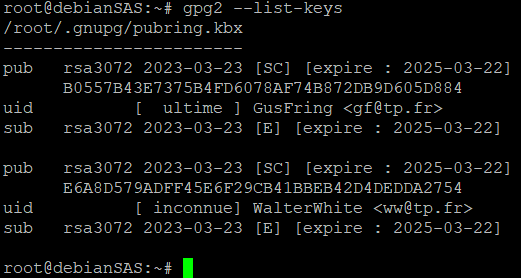 root@debianSAS:~# gpg2 --list-keys
/root/.gnupg/pubring.kbx
------------------------
pub   rsa3072 2023-03-23 [SC] [expire : 2025-03-22]
      B0557B43E7375B4FD6078AF74B872DB9D605D884
uid          [  ultime ] GusFring <gf@tp.fr>
sub   rsa3072 2023-03-23 [E] [expire : 2025-03-22]

pub   rsa3072 2023-03-23 [SC] [expire : 2025-03-22]
      E6A8D579ADFF45E6F29CB41BBEB42D4DEDDA2754
uid          [ inconnue] WalterWhite <ww@tp.fr>
sub   rsa3072 2023-03-23 [E] [expire : 2025-03-22]

root@debianSAS:~#